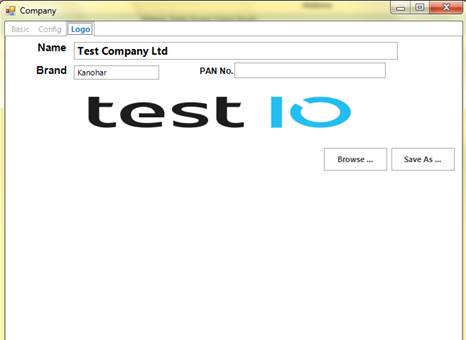 Company
Basic Config Logo
Name Test Company Ltd
Brand Kanohar PAN No.
test IO
Browse ... Save As ...